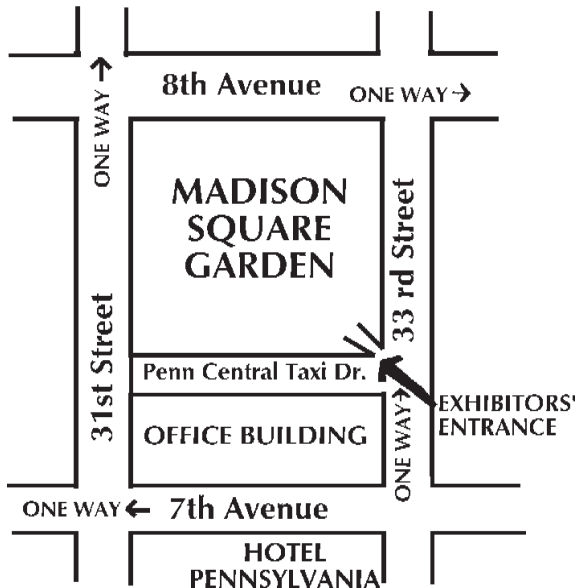 8th Avenue
ONE WAY →
ONE WAY →
MADISON
SQUARE
GARDEN
31st Street
33 rd Street
Penn Central Taxi Dr.
EXHIBITORS'
ENTRANCE
OFFICE BUILDING
ONE WAY →
ONE WAY ← 7th Avenue
HOTEL
PENNSYLVANIA